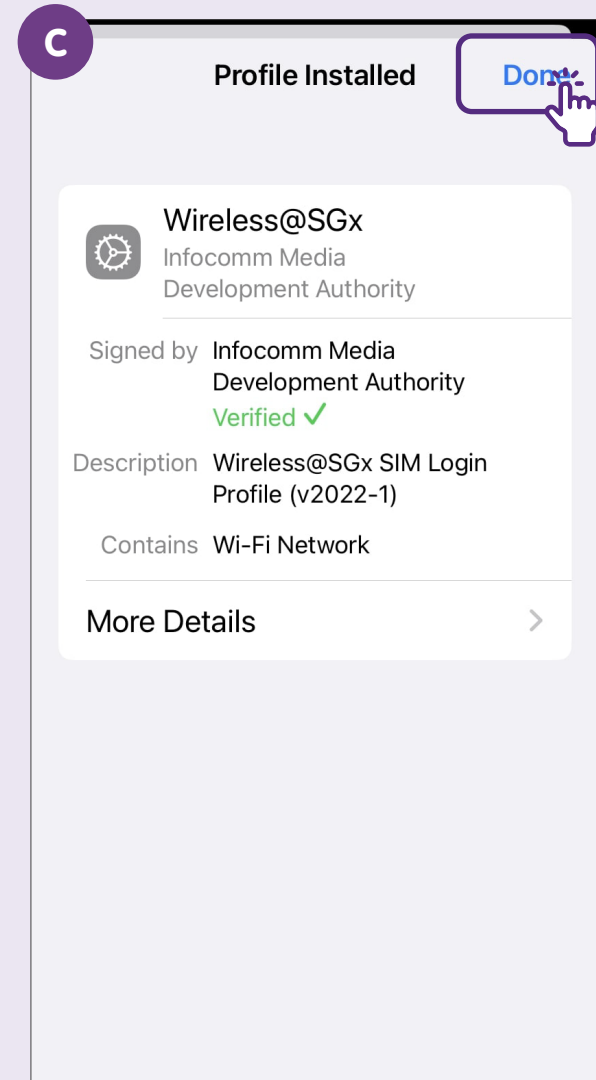 C
Profile Installed
Done
Wireless@SGx
Infocomm Media
Development Authority
Signed by Infocomm Media
Development Authority
Verified ✓
Description Wireless@SGx SIM Login
Profile (v2022-1)
Contains Wi-Fi Network
More Details